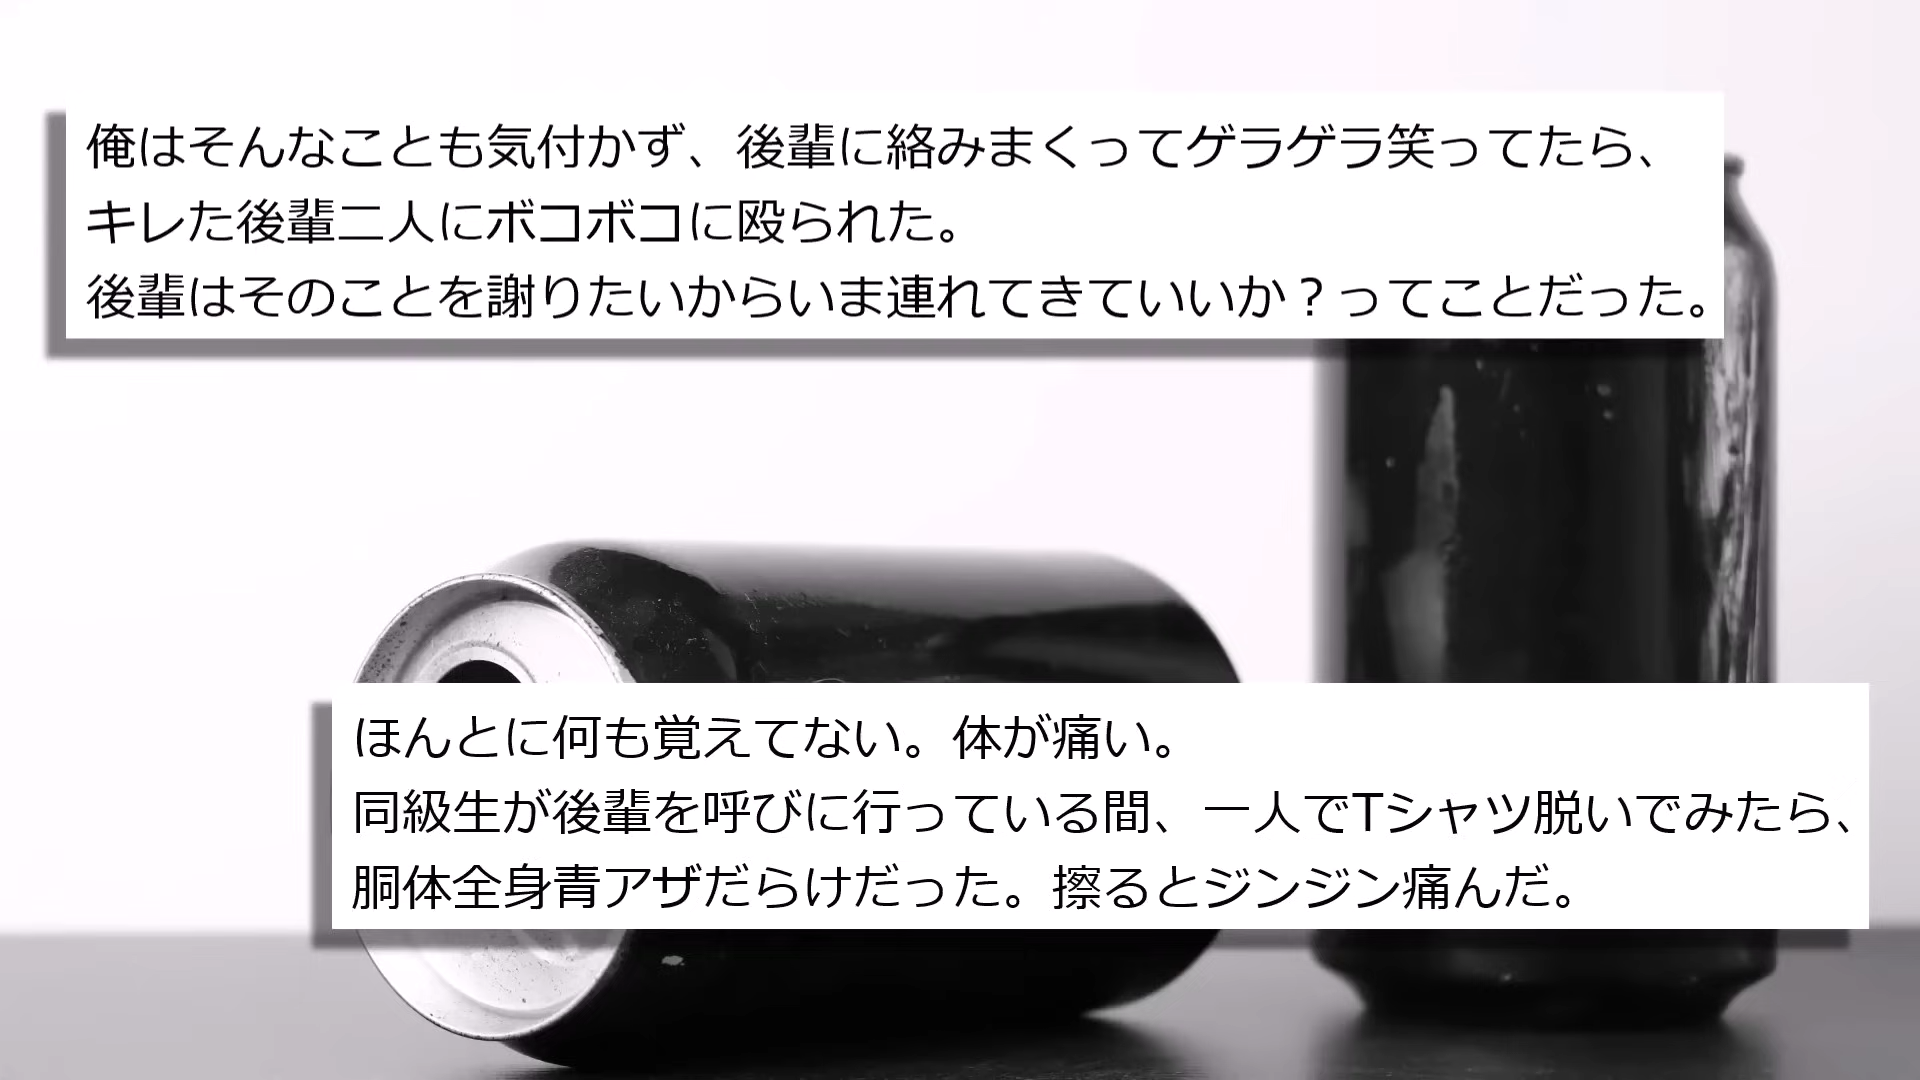 俺はそんなことも気付かず、後輩に絡みまくってゲラゲラ笑ってたら、
キレた後輩二人にボコボコに殴られた。
後輩はそのことを謝りたいからいま連れてきていいか？ってことだった。
ほんとに何も覚えてない。体が痛い。
同級生が後輩を呼びに行っている間、一人でTシャツ脱いでみたら、
胴体全身青アザだらけだった。擦るとジンジン痛んだ。